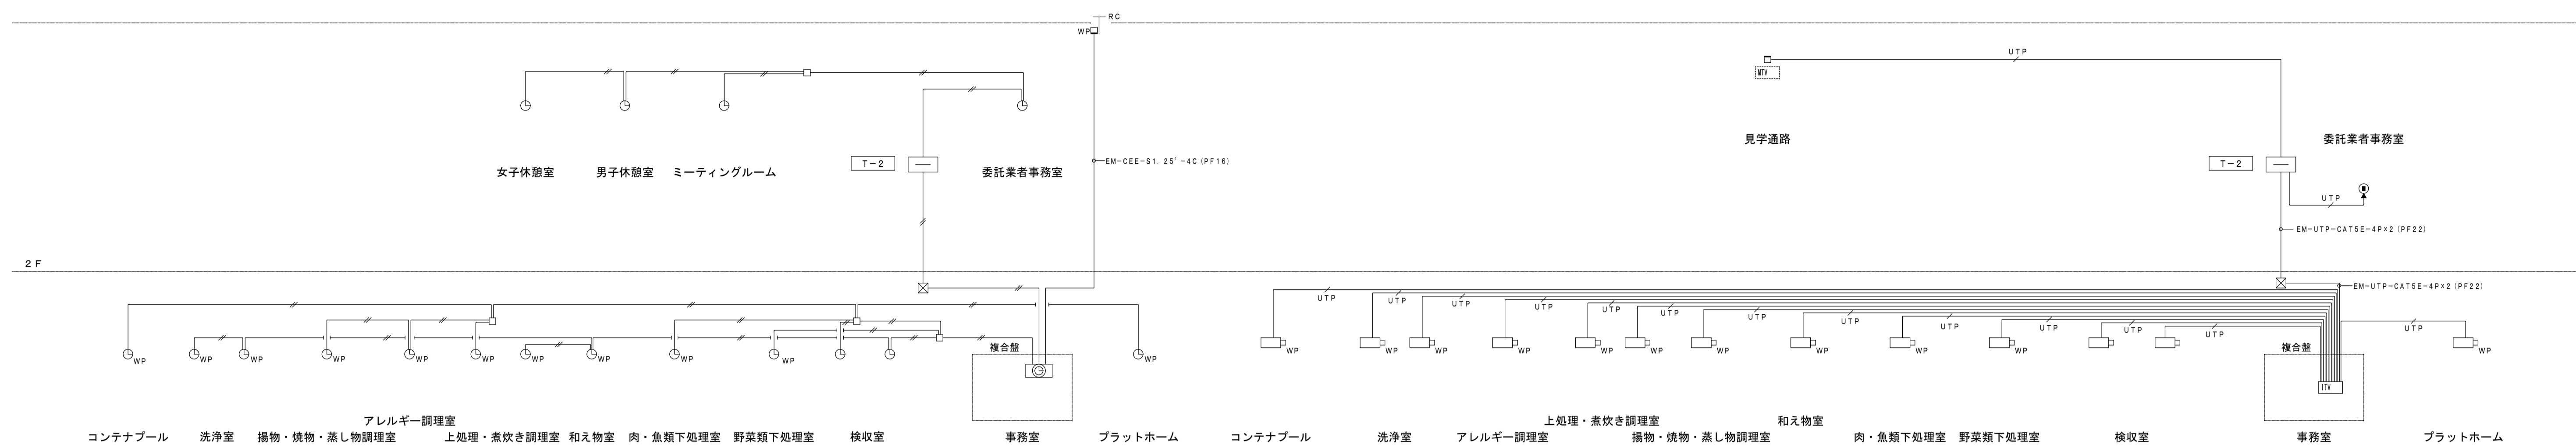 RC
WP
UTP
MTV
見学通路
委託業者事務室
女子休憩室 男子休憩室 ミーティングルーム
T-2
委託業者事務室
EM-CEE-S1.25°-4C (PF16)
T-2
UTP
EM-UTP-CAT5E-4P×2 (PF22)
2F
EM-UTP-CAT5E-4P×2 (PF22)
UTP UTP UTP UTP UTP UTP UTP UTP UTP UTP UTP UTP UTP
WP WP WP WP WP WP WP WP WP WP WP
複合盤
WP WP WP WP WP WP WP WP WP WP WP
複合盤
ITV
アレルギー調理室
コンテナプール 洗浄室 揚物・焼物・蒸し物調理室 上処理・煮炊き調理室 和え物室 肉・魚類下処理室 野菜類下処理室 検収室 事務室 プラットホーム
上処理・煮炊き調理室 和え物室
コンテナプール 洗浄室 アレルギー調理室 揚物・焼物・蒸し物調理室 肉・魚類下処理室 野菜類下処理室 検収室 事務室 プラットホーム